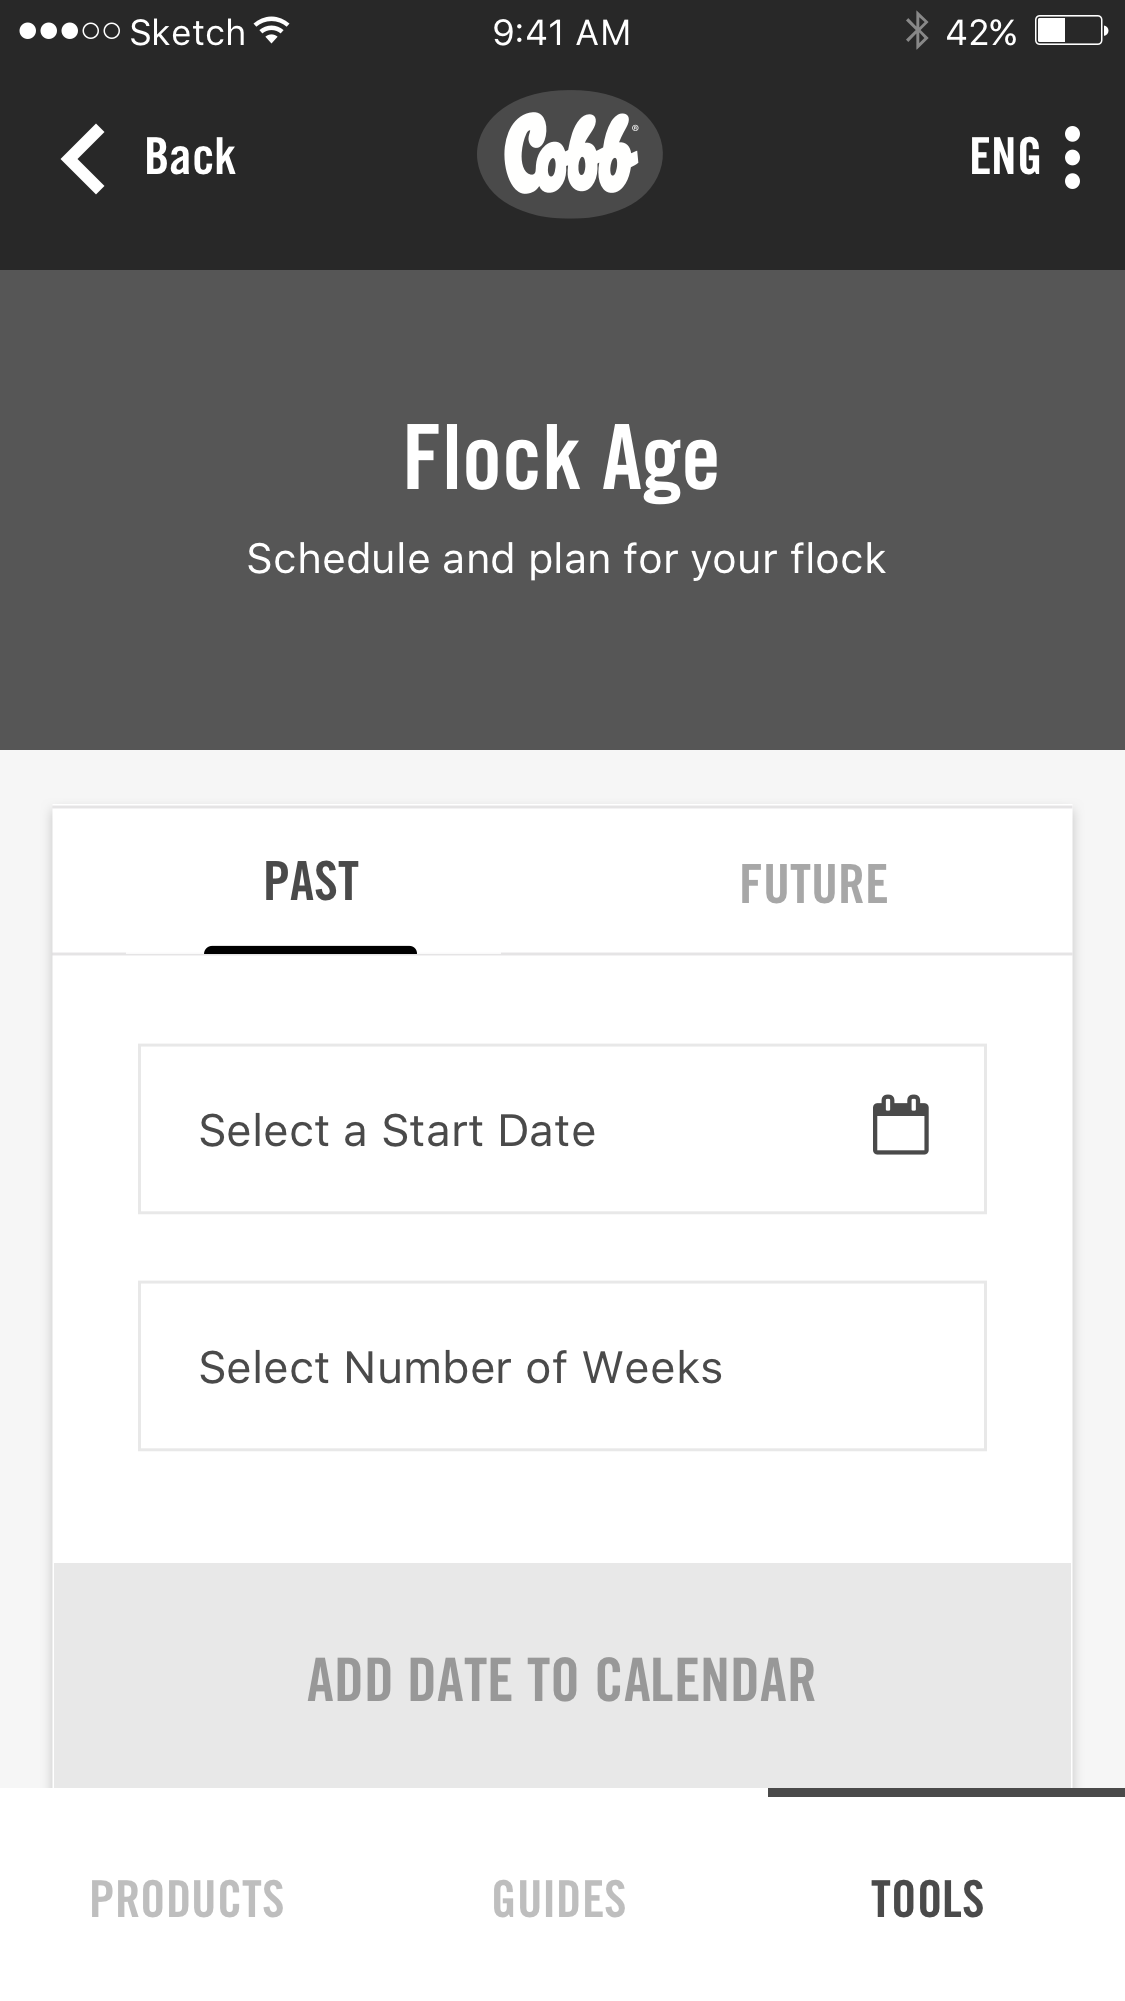 Sketch 9:41 AM 42%
Back Cobb® ENG
Flock Age
Schedule and plan for your flock
PAST FUTURE
Select a Start Date
Select Number of Weeks
ADD DATE TO CALENDAR
PRODUCTS GUIDES TOOLS